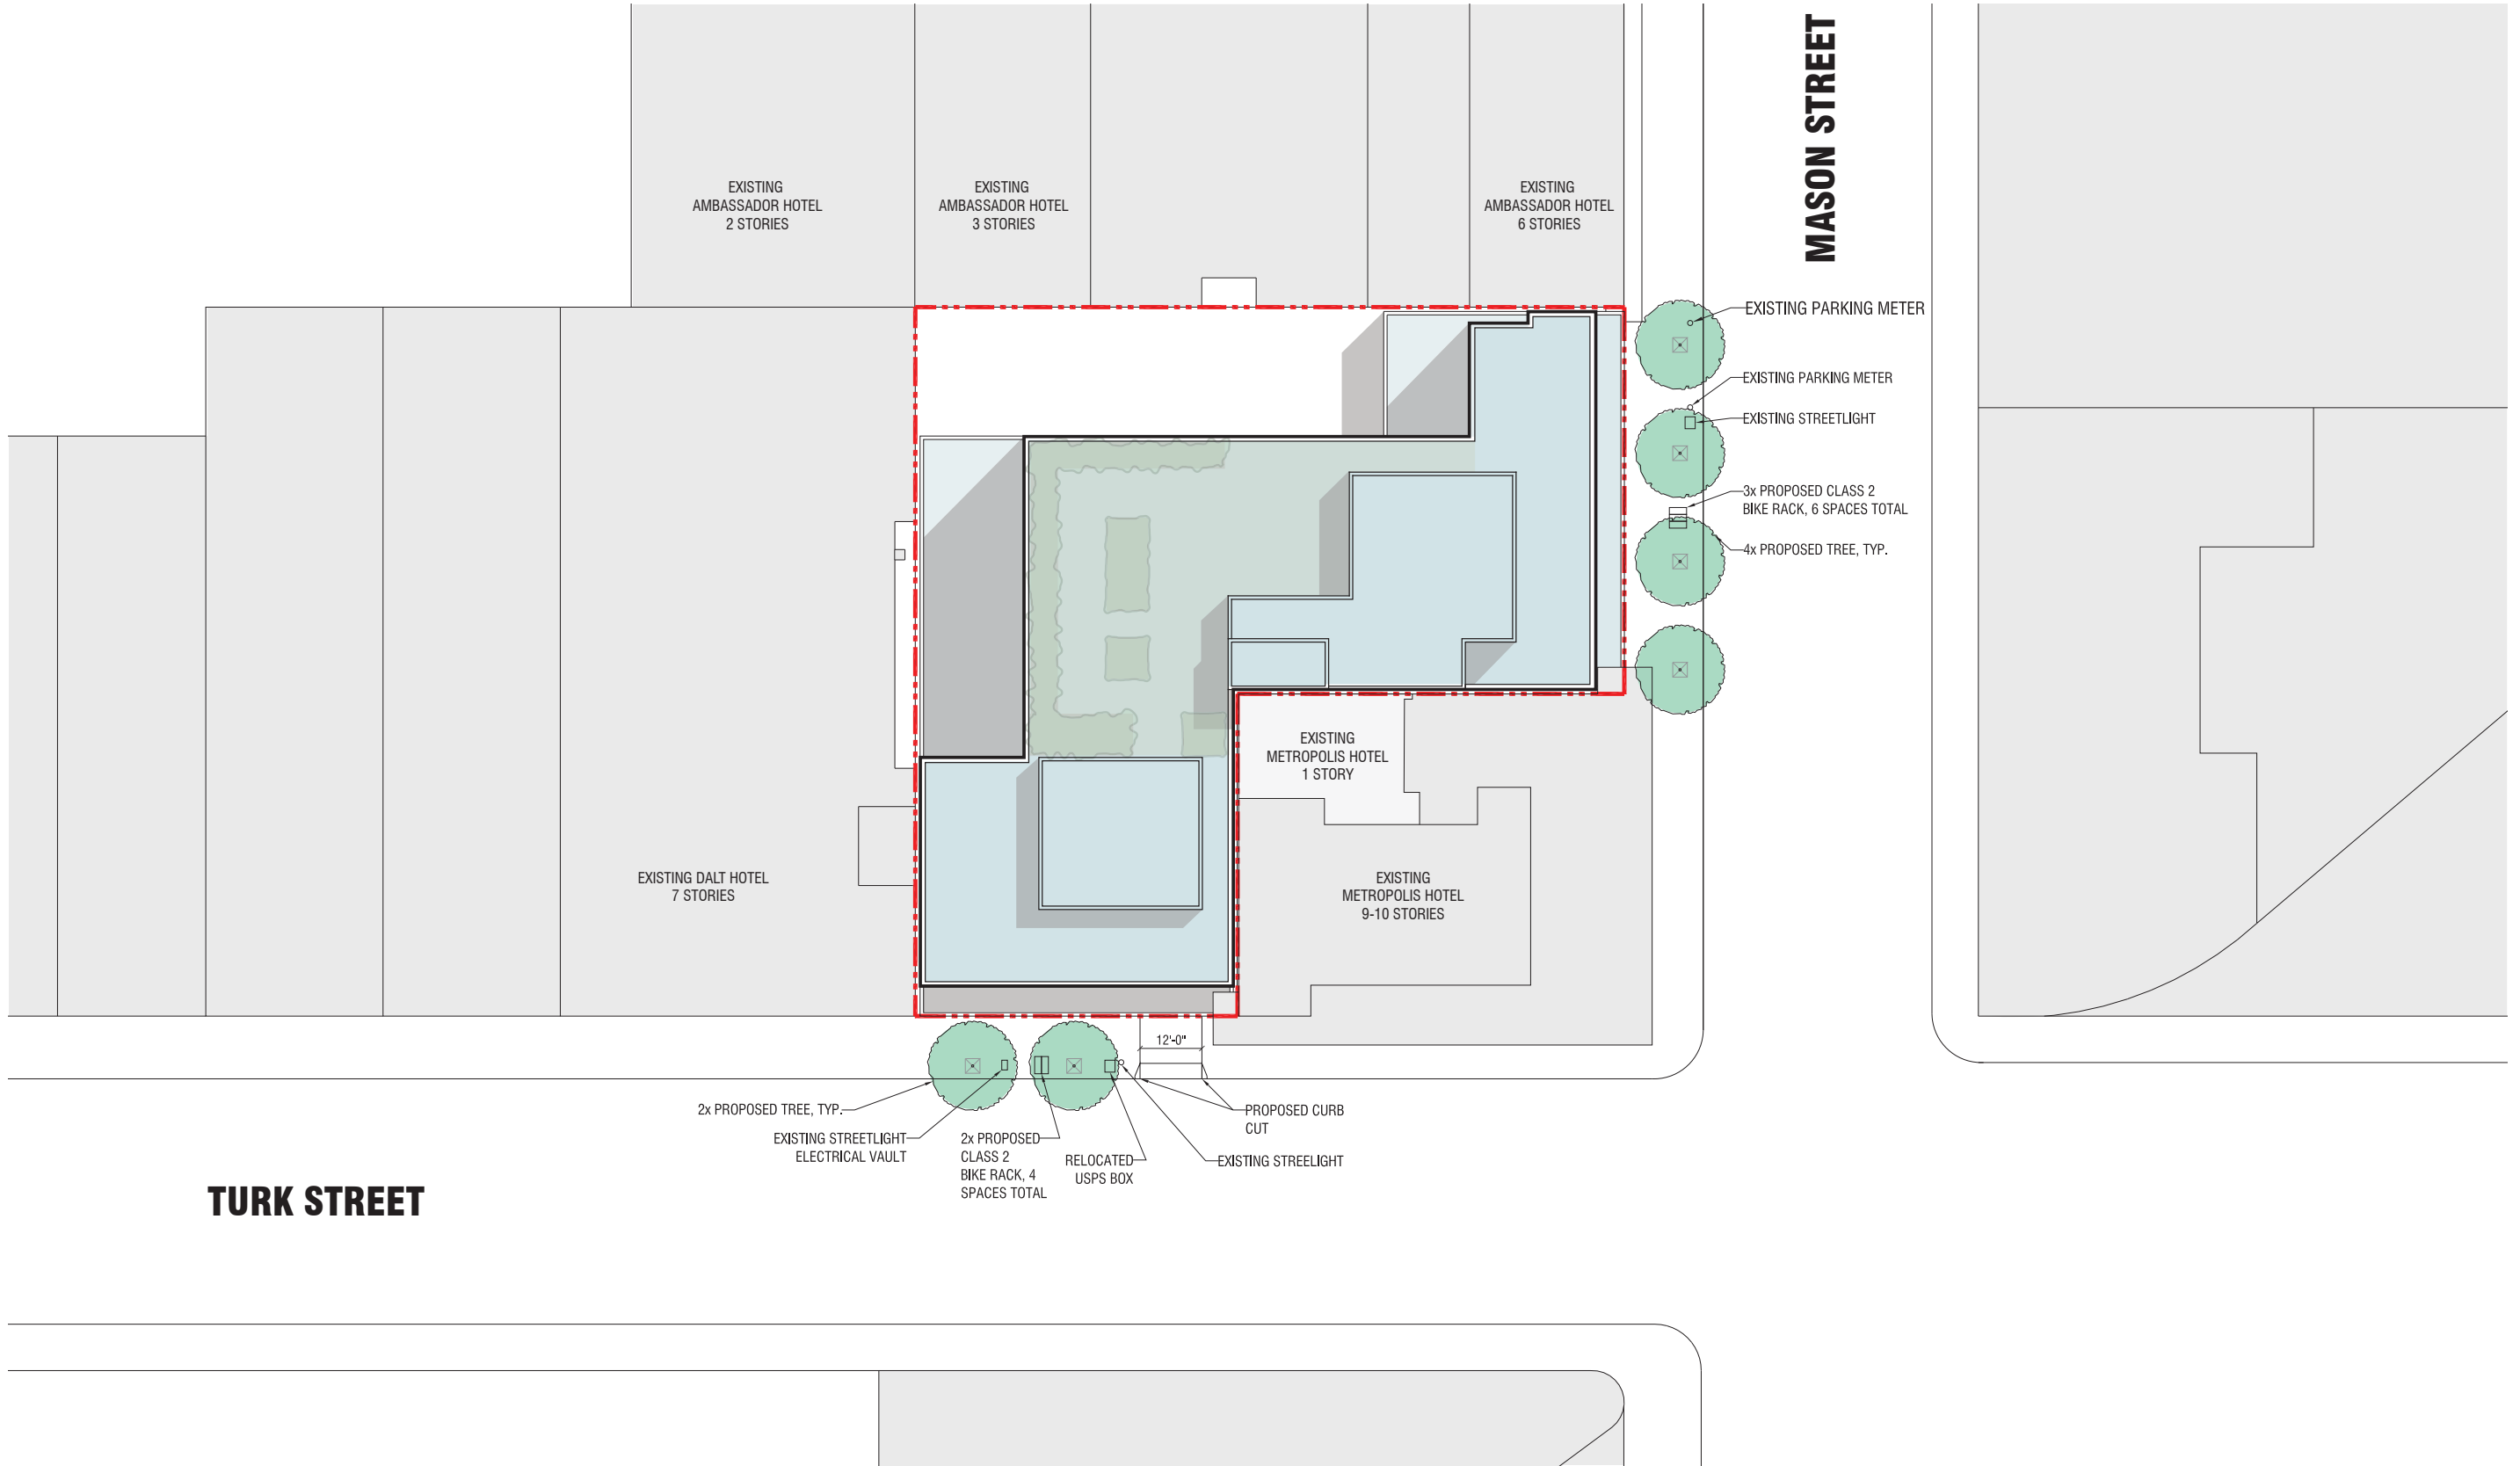 MASON STREET
EXISTING
AMBASSADOR HOTEL
2 STORIES
EXISTING
AMBASSADOR HOTEL
3 STORIES
EXISTING
AMBASSADOR HOTEL
6 STORIES
EXISTING PARKING METER
EXISTING PARKING METER
EXISTING STREETLIGHT
3x PROPOSED CLASS 2
BIKE RACK, 6 SPACES TOTAL
4x PROPOSED TREE, TYP.
EXISTING
METROPOLIS HOTEL
1 STORY
EXISTING DALT HOTEL
7 STORIES
EXISTING
METROPOLIS HOTEL
9-10 STORIES
12'-0"
2x PROPOSED TREE, TYP.
EXISTING STREETLIGHT
ELECTRICAL VAULT
2x PROPOSED
CLASS 2
BIKE RACK, 4
SPACES TOTAL
RELOCATED
USPS BOX
PROPOSED CURB
CUT
EXISTING STREELIGHT
TURK STREET